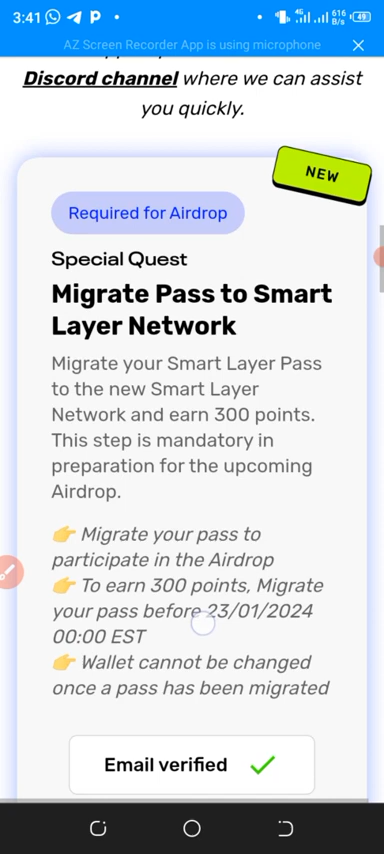 3:41 4G 616 B/s 49
AZ Screen Recorder App is using microphone
Discord channel where we can assist
you quickly.
NEW
Required for Airdrop
Special Quest
Migrate Pass to Smart
Layer Network
Migrate your Smart Layer Pass
to the new Smart Layer
Network and earn 300 points.
This step is mandatory in
preparation for the upcoming
Airdrop.
👉 Migrate your pass to
participate in the Airdrop
👉 To earn 300 points, Migrate
your pass before 23/01/2024
00:00 EST
👉 Wallet cannot be changed
once a pass has been migrated
Email verified